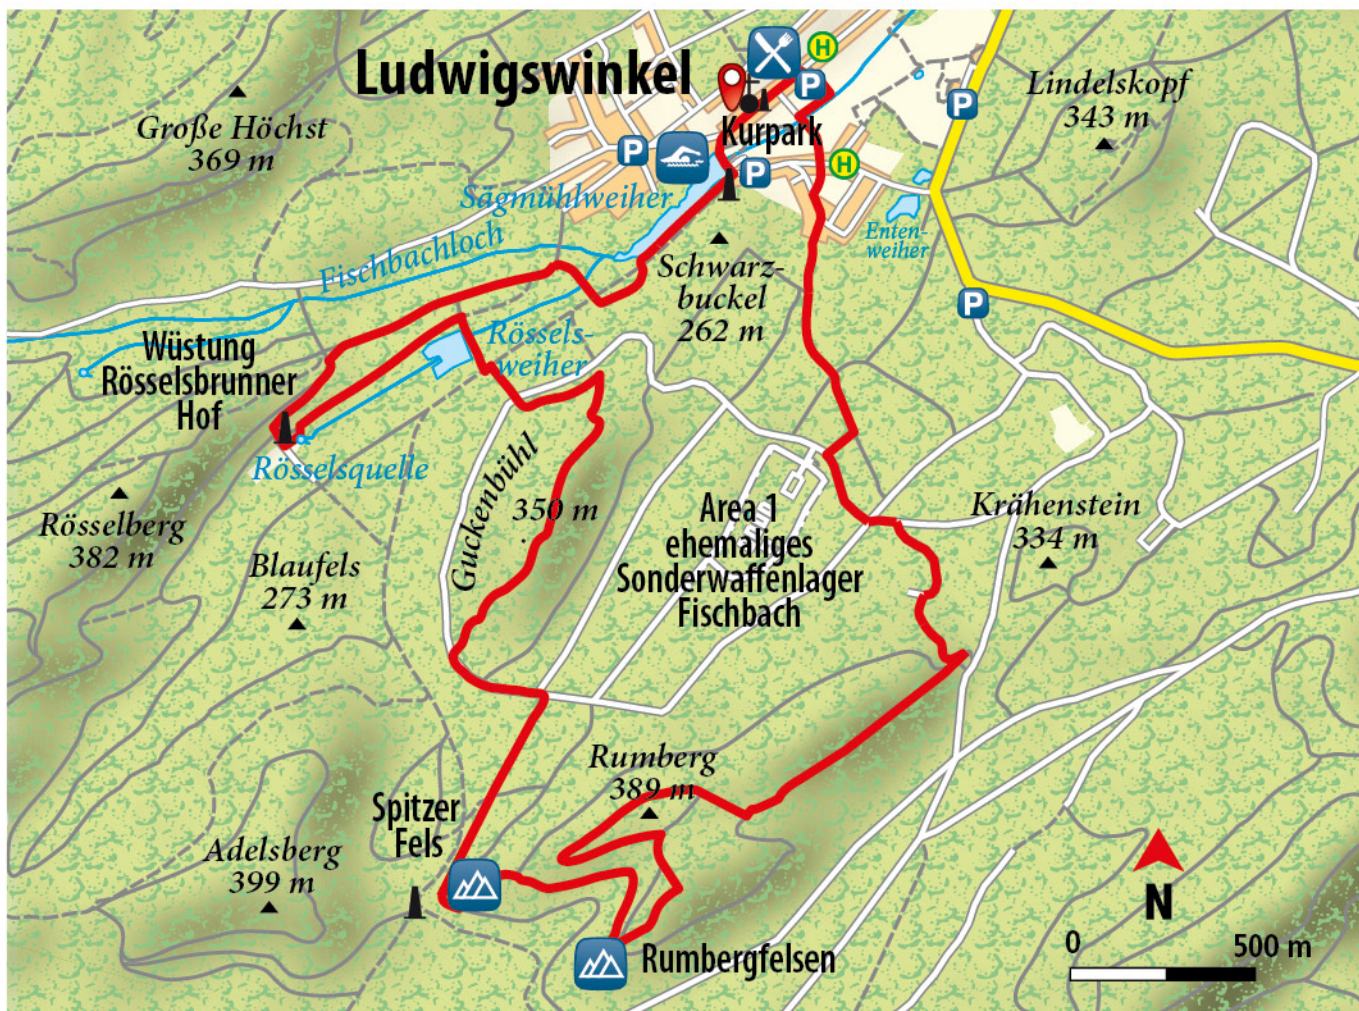 Ludwigswinkel
H
P
Kurpark
P
P
H
P
Lindelskopf
343 m
Große Höchst
369 m
Sägmühlweiher
Fischbachloch
Enten-
weiher
Schwarz-
buckel
262 m
P
Wüstung
Rösselsbrunner
Hof
Rössels-
weiher
Rösselsquelle
Guckenbühl
350 m
Rösselberg
382 m
Blaufels
273 m
Area 1
ehemaliges
Sonderwaffenlager
Fischbach
Krähenstein
334 m
Rumberg
389 m
Spitzer
Fels
Adelsberg
399 m
Rumbergfelsen
N
0 500 m